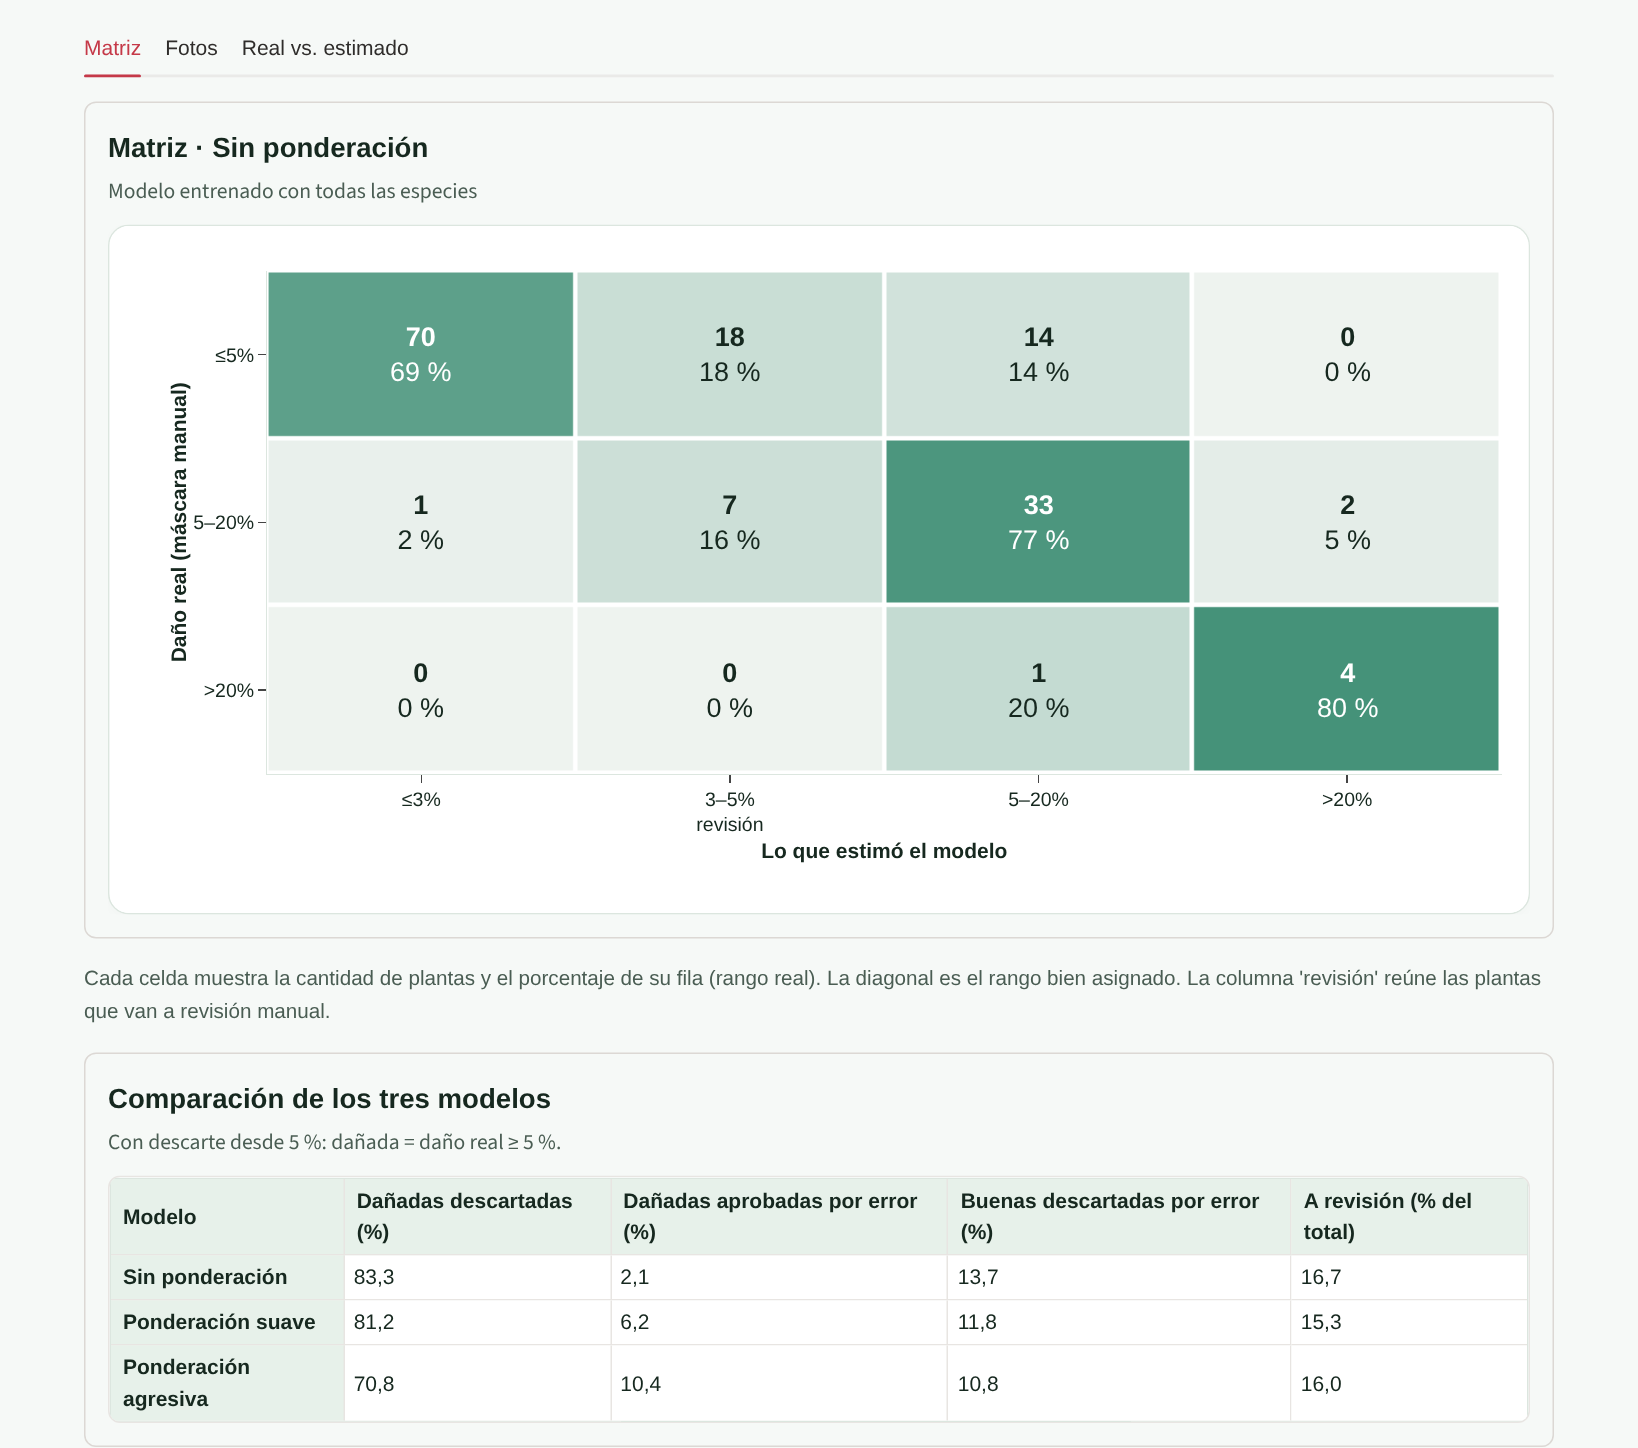 Matriz Fotos Real vs. estimado
Matriz · Sin ponderación
Modelo entrenado con todas las especies
Daño real (máscara manual)
≤5%
70
69 %
18
18 %
14
14 %
0
0 %
5–20%
1
2 %
7
16 %
33
77 %
2
5 %
>20%
0
0 %
0
0 %
1
20 %
4
80 %
≤3%
3–5%
revisión
5–20%
>20%
Lo que estimó el modelo
Cada celda muestra la cantidad de plantas y el porcentaje de su fila (rango real). La diagonal es el rango bien asignado. La columna 'revisión' reúne las plantas
que van a revisión manual.
Comparación de los tres modelos
Con descarte desde 5 %: dañada = daño real ≥ 5 %.
Modelo
Dañadas descartadas
(%)
Dañadas aprobadas por error
(%)
Buenas descartadas por error
(%)
A revisión (% del
total)
Sin ponderación 83,3 2,1 13,7 16,7
Ponderación suave 81,2 6,2 11,8 15,3
Ponderación
agresiva
70,8 10,4 10,8 16,0